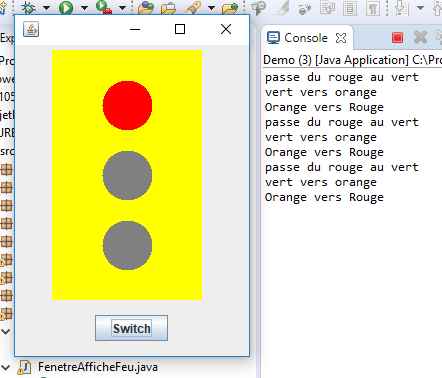 Exp
Console
Pro
Demo (3) [Java Application] C:\Pro
passe du rouge au vert
vert vers orange
Orange vers Rouge
passe du rouge au vert
vert vers orange
Orange vers Rouge
passe du rouge au vert
vert vers orange
Orange vers Rouge
owe
105
jetl
JRE
sro
Switch
FenetreAfficheFeu.java